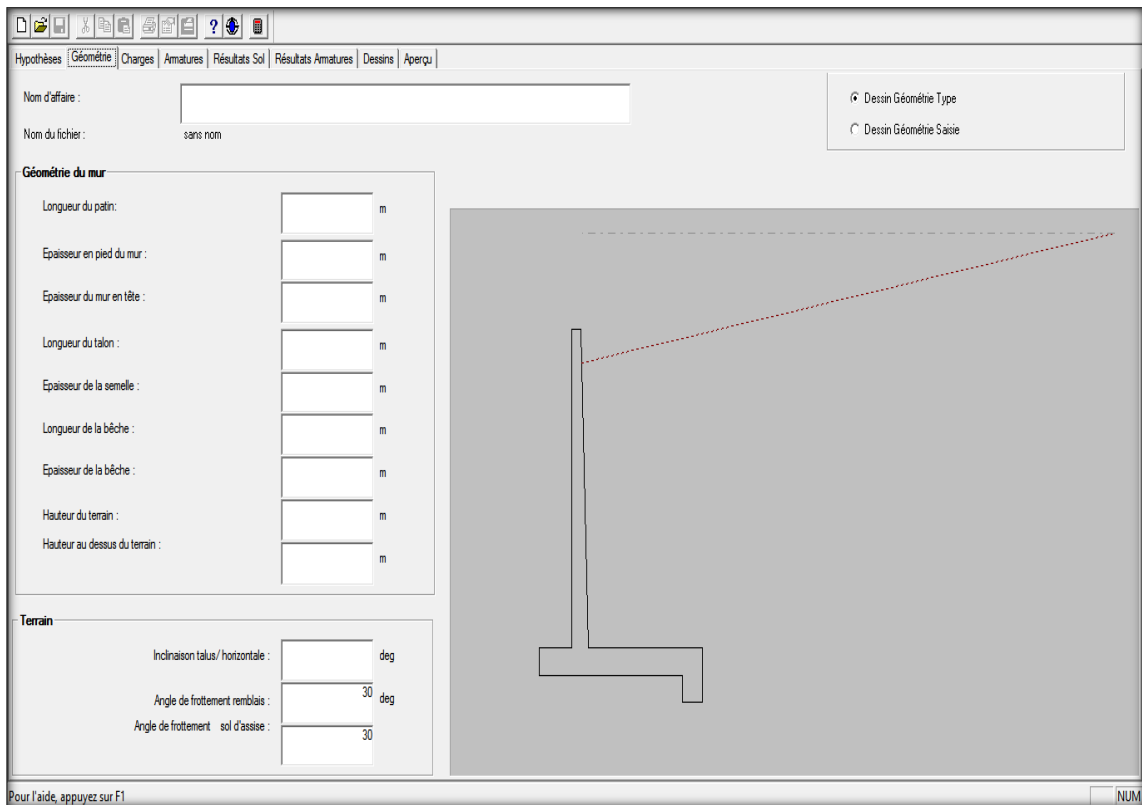 Hypothèses Géométrie Charges Armatures Résultats Sol Résultats Armatures Dessins Aperçu
Nom d'affaire :
Nom du fichier : sans nom
Dessin Géométrie Type
Dessin Géométrie Saisie
Géométrie du mur
Longueur du patin: m
Epaisseur en pied du mur : m
Epaisseur du mur en tête : m
Longueur du talon : m
Epaisseur de la semelle : m
Longueur de la bêche : m
Epaisseur de la bêche : m
Hauteur du terrain : m
Hauteur au dessus du terrain : m
Terrain
Inclinaison talus/ horizontale : deg
Angle de frottement remblais : 30 deg
Angle de frottement sol d'assise : 30
Pour l'aide, appuyez sur F1 NUM